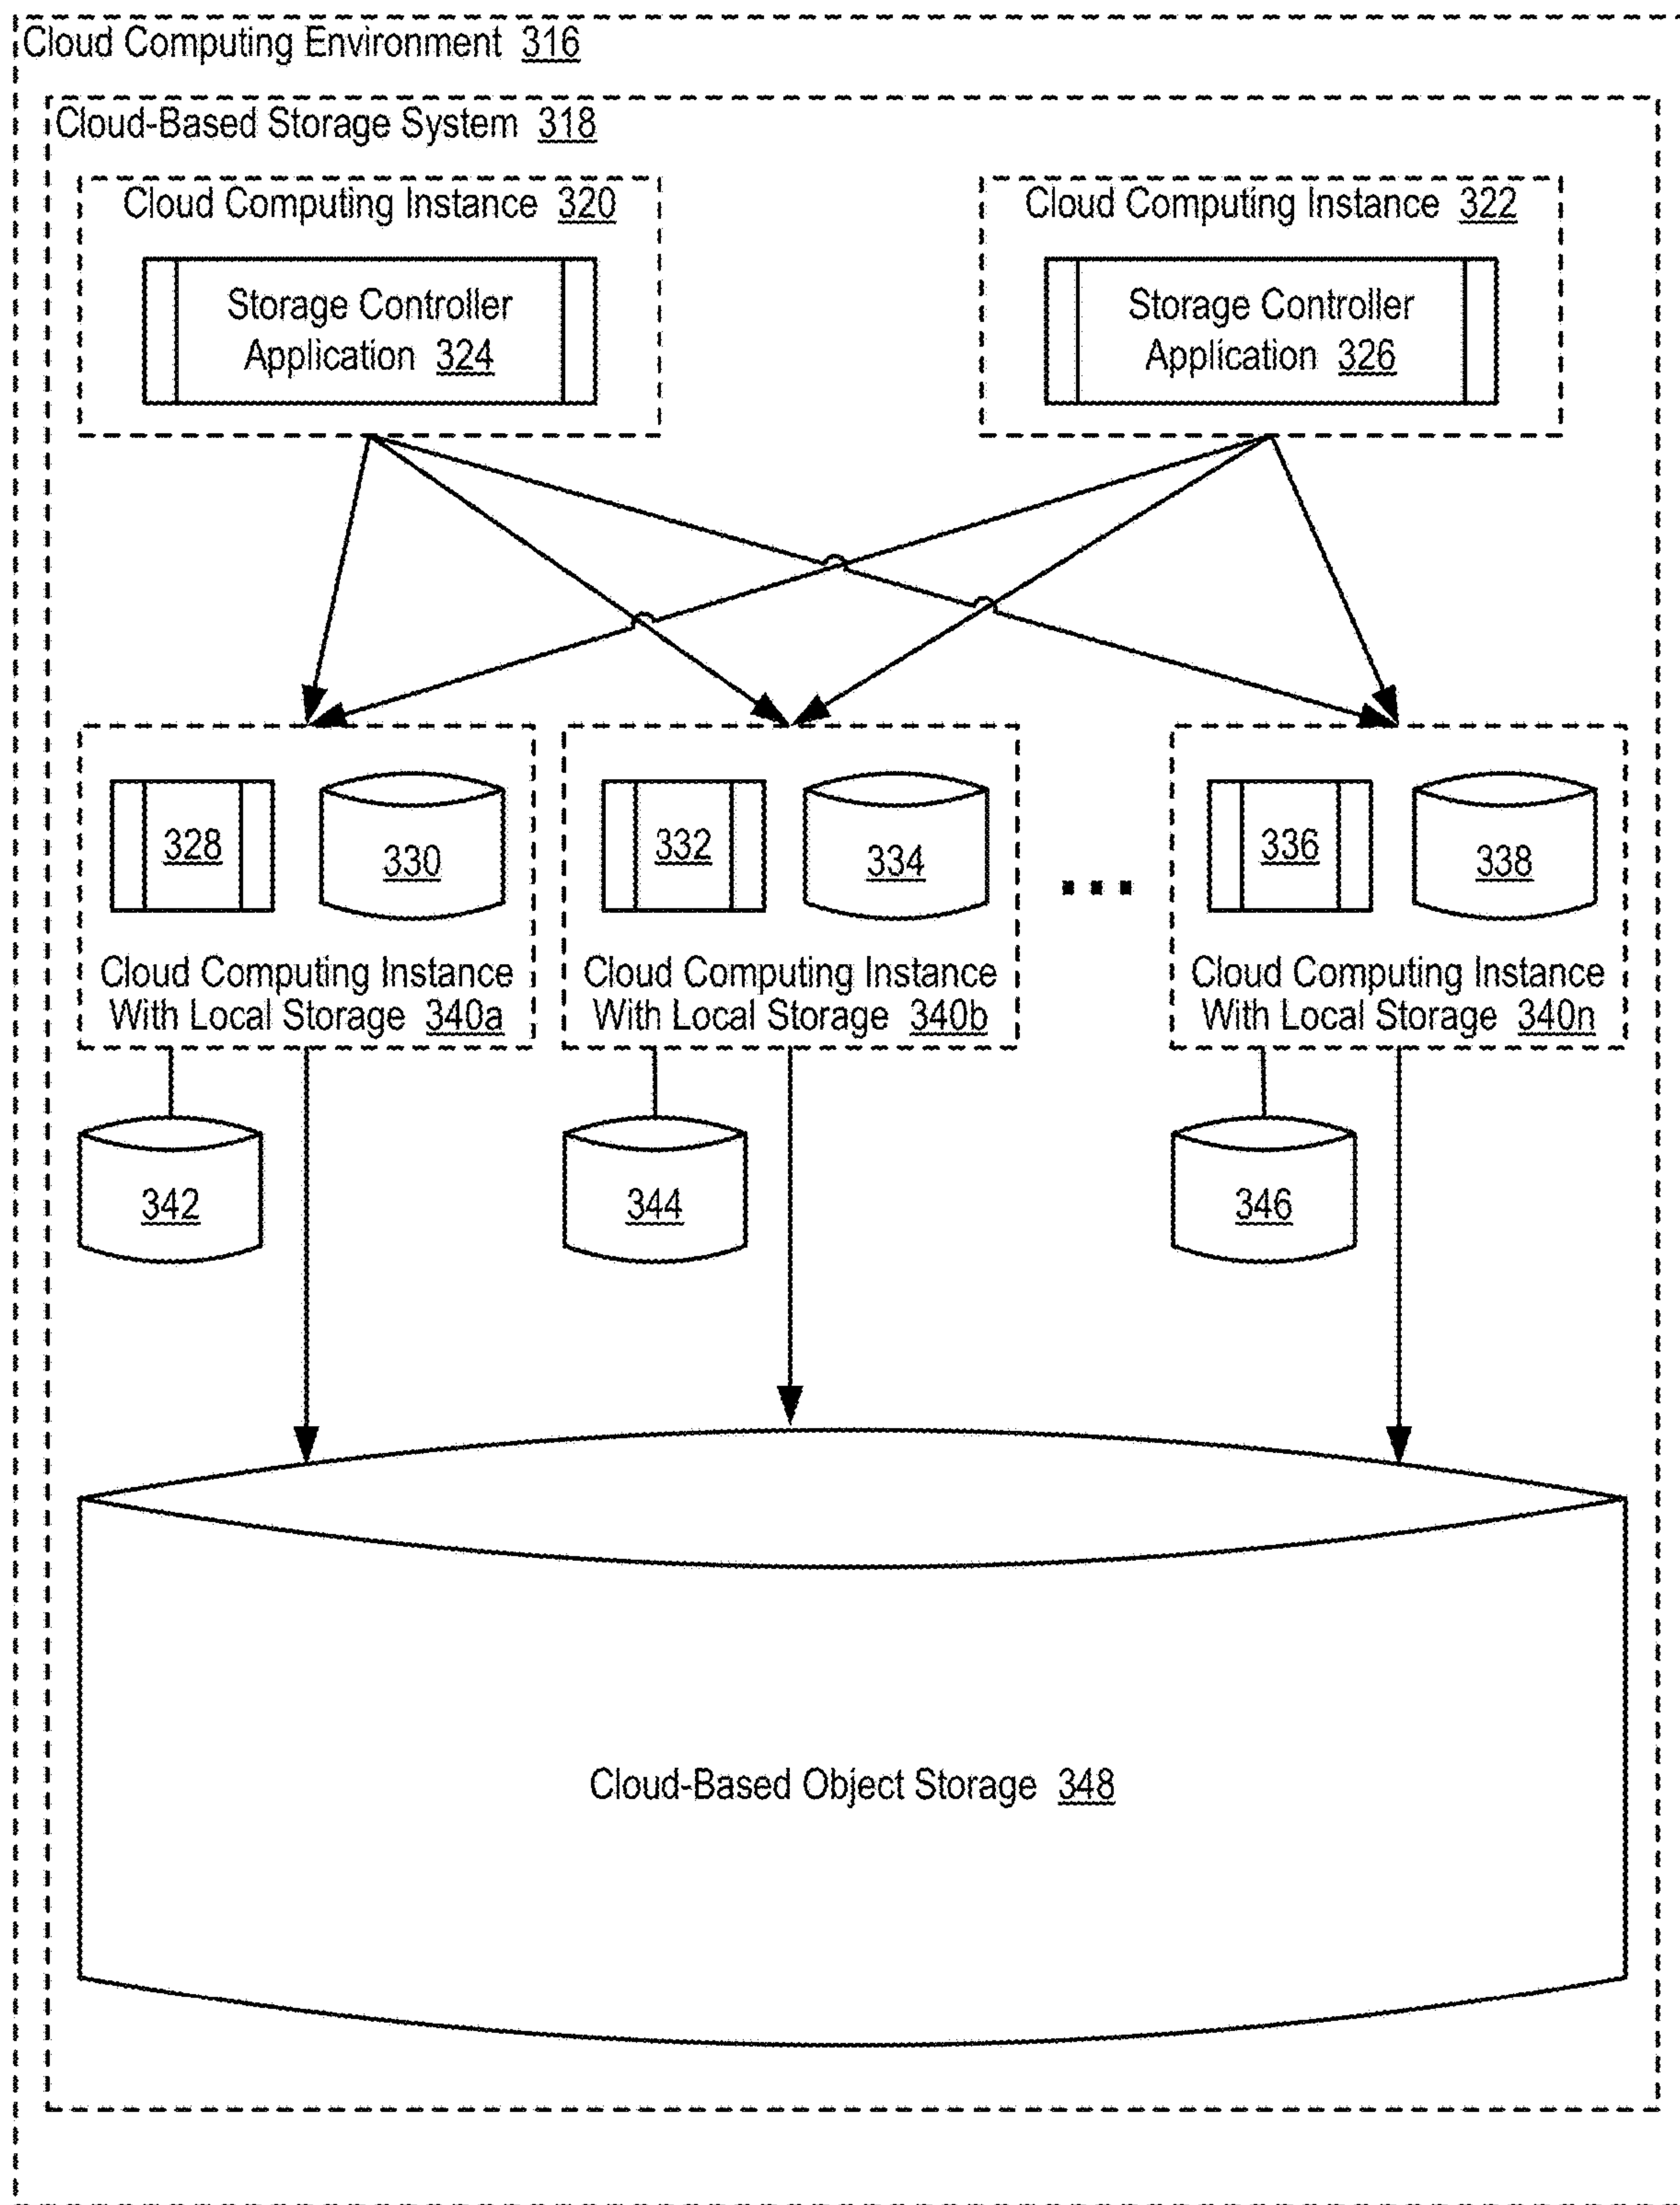 Cloud Computing Environment 316
Cloud-Based Storage System 318
Cloud Computing Instance 320
Storage Controller
Application 324
Cloud Computing Instance 322
Storage Controller
Application 326
328
330
Cloud Computing Instance
With Local Storage 340a
332
334
Cloud Computing Instance
With Local Storage 340b
...
336
338
Cloud Computing Instance
With Local Storage 340n
342
344
346
Cloud-Based Object Storage 348